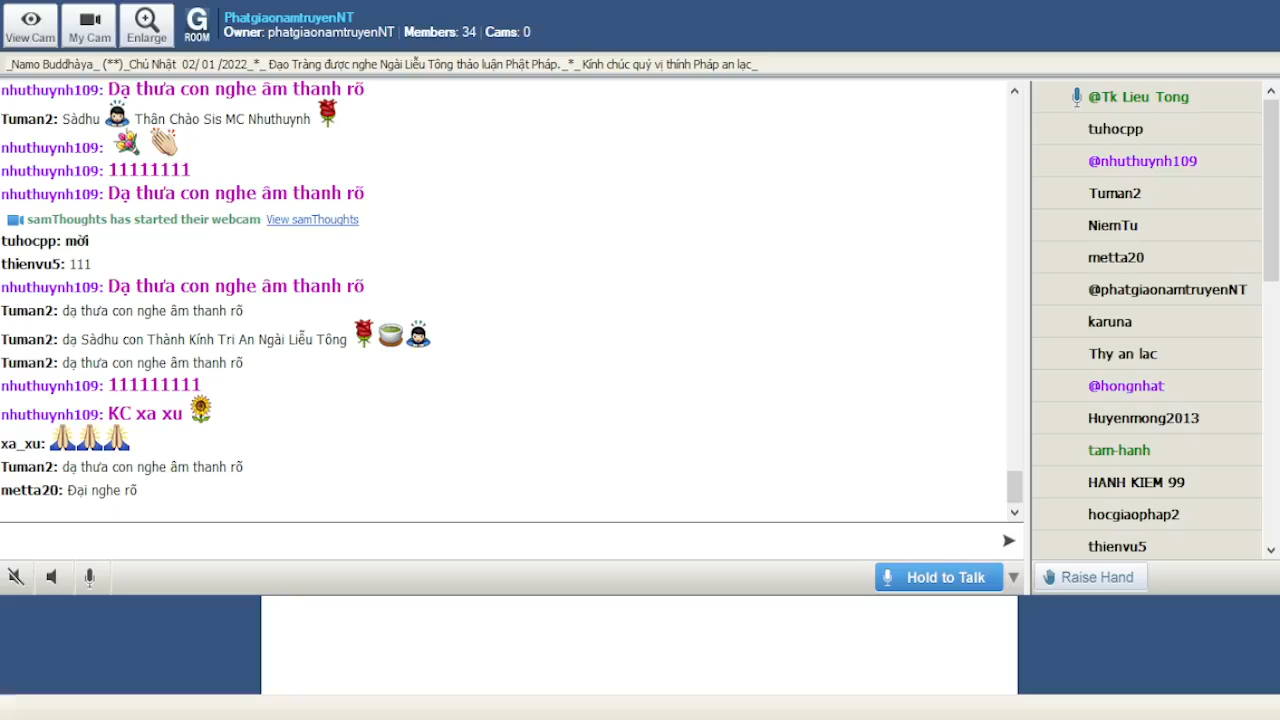 View Cam
My Cam
Enlarge
G
ROOM
PhatgiaonamtruyenNT
Owner: phatgiaonamtruyenNT | Members: 34 | Cams: 0
_Namo Buddhàya_ (**)_Chủ Nhật 02/ 01 /2022_*_ Đạo Tràng được nghe Ngài Liễu Tông thảo luận Phật Pháp._*_ Kính chúc quý vị thính Pháp an lạc_
nhuthuynh109: Dạ thưa con nghe âm thanh rõ
Tuman2: Sàdhu Thân Chào Sis MC Nhuthuynh
nhuthuynh109:
nhuthuynh109: 11111111
nhuthuynh109: Dạ thưa con nghe âm thanh rõ
samThoughts has started their webcam View samThoughts
tuhocpp: mời
thienvu5: 111
nhuthuynh109: Dạ thưa con nghe âm thanh rõ
Tuman2: dạ thưa con nghe âm thanh rõ
Tuman2: dạ Sàdhu con Thành Kính Tri An Ngài Liễu Tông
Tuman2: dạ thưa con nghe âm thanh rõ
nhuthuynh109: 111111111
nhuthuynh109: KC xa xu
xa_xu:
Tuman2: dạ thưa con nghe âm thanh rõ
metta20: Đại nghe rõ
Hold to Talk
@Tk Lieu Tong
tuhocpp
@nhuthuynh109
Tuman2
NiemTu
metta20
@phatgiaonamtruyenNT
karuna
Thy an lac
@hongnhat
Huyenmong2013
tam-hanh
HANH KIEM 99
hocgiaophap2
thienvu5
Raise Hand